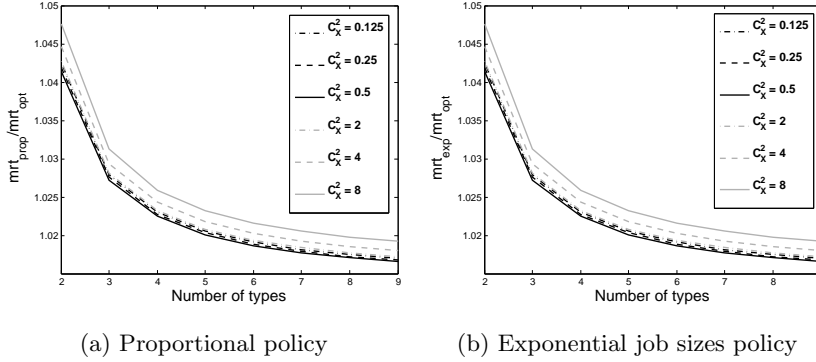 1.05
1.045
1.04
1.035
1.03
1.025
1.02
mrt_prop/mrt_opt
2 3 4 5 6 7 8 9
Number of types
C_X^2 = 0.125
C_X^2 = 0.25
C_X^2 = 0.5
C_X^2 = 2
C_X^2 = 4
C_X^2 = 8
(a) Proportional policy
1.05
1.045
1.04
1.035
1.03
1.025
1.02
mrt_exp/mrt_opt
2 3 4 5 6 7 8
Number of types
C_X^2 = 0.125
C_X^2 = 0.25
C_X^2 = 0.5
C_X^2 = 2
C_X^2 = 4
C_X^2 = 8
(b) Exponential job sizes policy